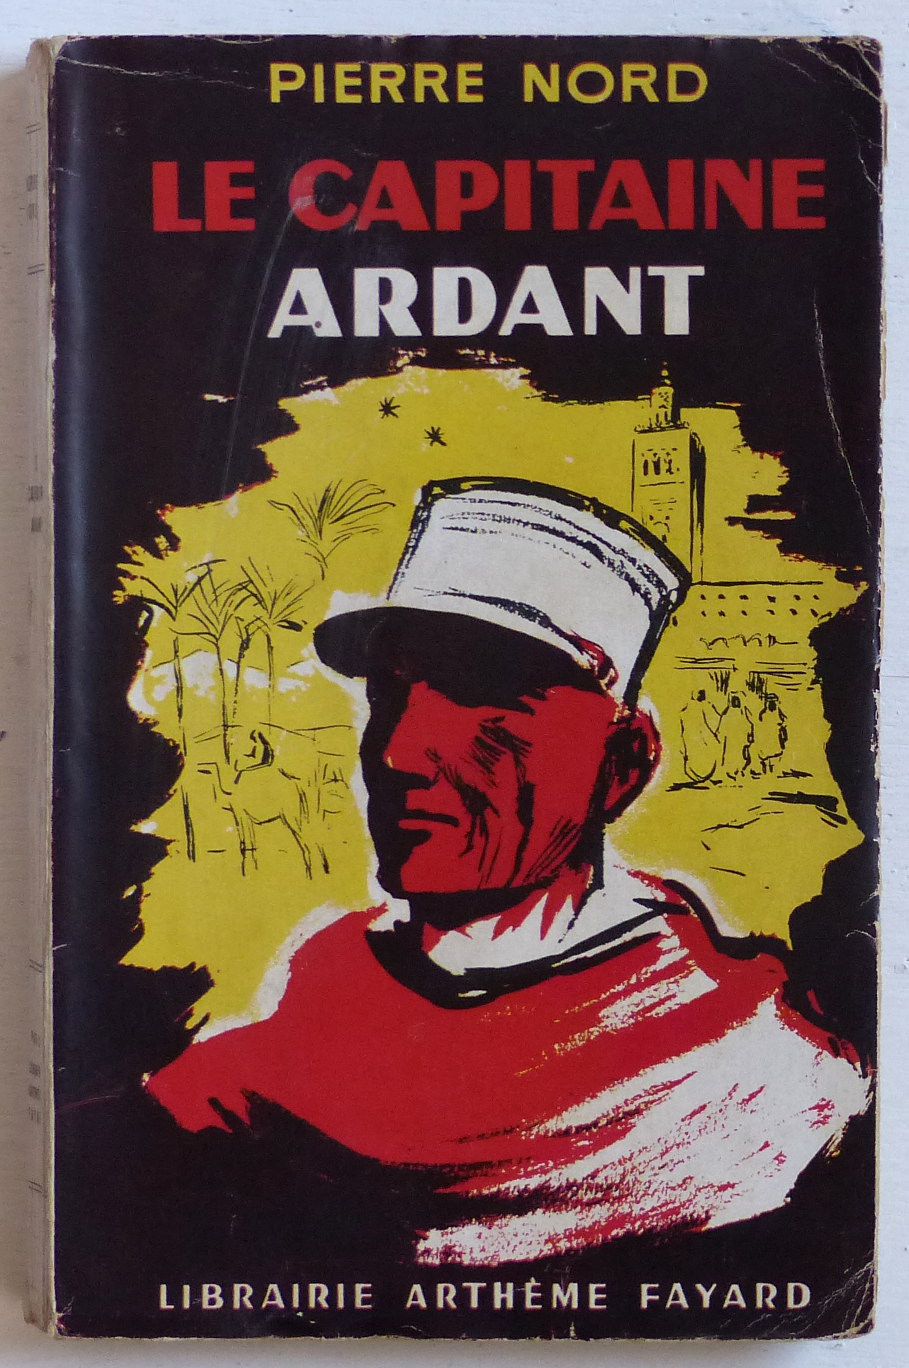 PIERRE NORD
LE CAPITAINE
ARDANT
LIBRAIRIE ARTHÈME FAYARD